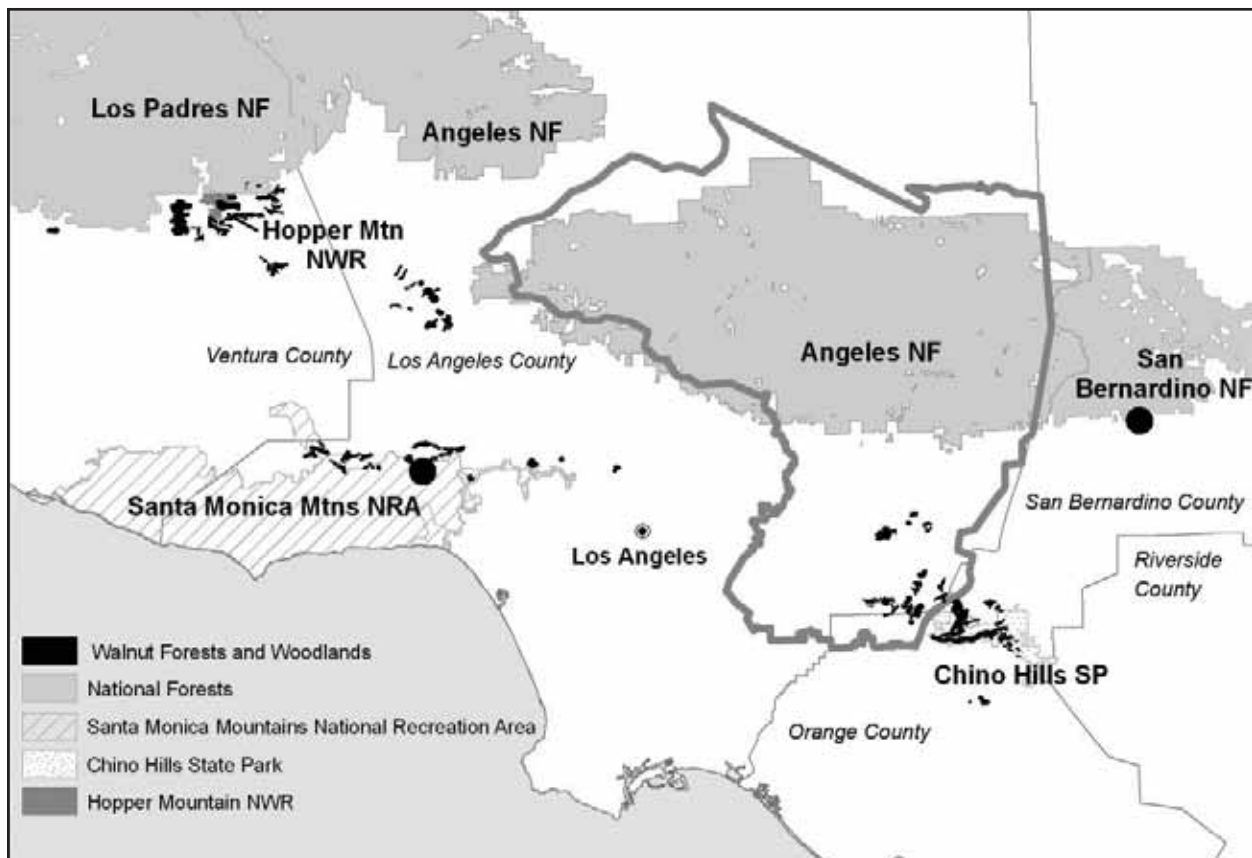 Los Padres NF
Angeles NF
Hopper Mtn
NWR
Ventura County
Los Angeles County
Angeles NF
San
Bernardino NF
Santa Monica Mtns NRA
San Bernardino County
Los Angeles
Riverside
County
Chino Hills SP
Orange County
Walnut Forests and Woodlands
National Forests
Santa Monica Mountains National Recreation Area
Chino Hills State Park
Hopper Mountain NWR